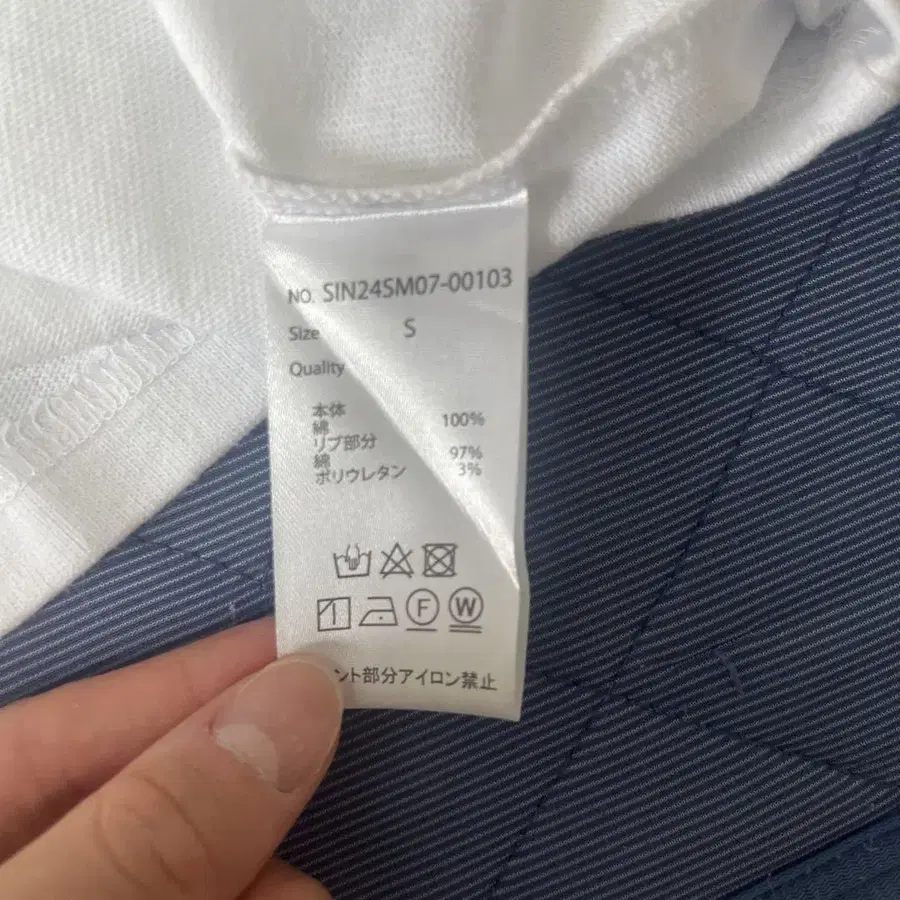 NO. SIN24SM07-00103
Size S
Quality
本体
綿 100%
リブ部分
綿 97%
ポリウレタン 3%
F W
ント部分アイロン禁止